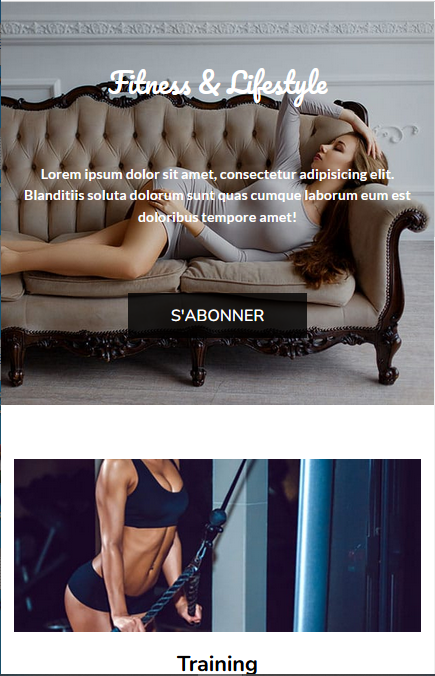 Fitness & Lifestyle
Lorem ipsum dolor sit amet, consectetur adipisicing elit.
Blanditiis soluta dolorum sunt quas cumque laborum eum est
doloribus tempore amet!
S'ABONNER
Training